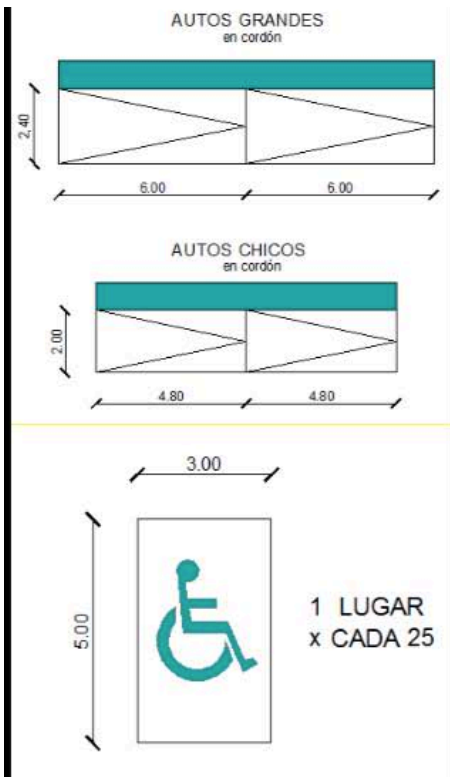 AUTOS GRANDES
en cordón
2,40
6.00 6.00
AUTOS CHICOS
en cordón
2.00
4.80 4.80
3.00
5.00
1 LUGAR
x CADA 25